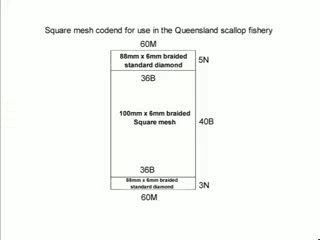 Square mesh codend for use in the Queensland scallop fishery
60M
88mm x 6mm braided
standard diamond
5N
36B
100mm x 6mm braided
Square mesh
40B
36B
88mm x 6mm braided
standard diamond
3N
60M